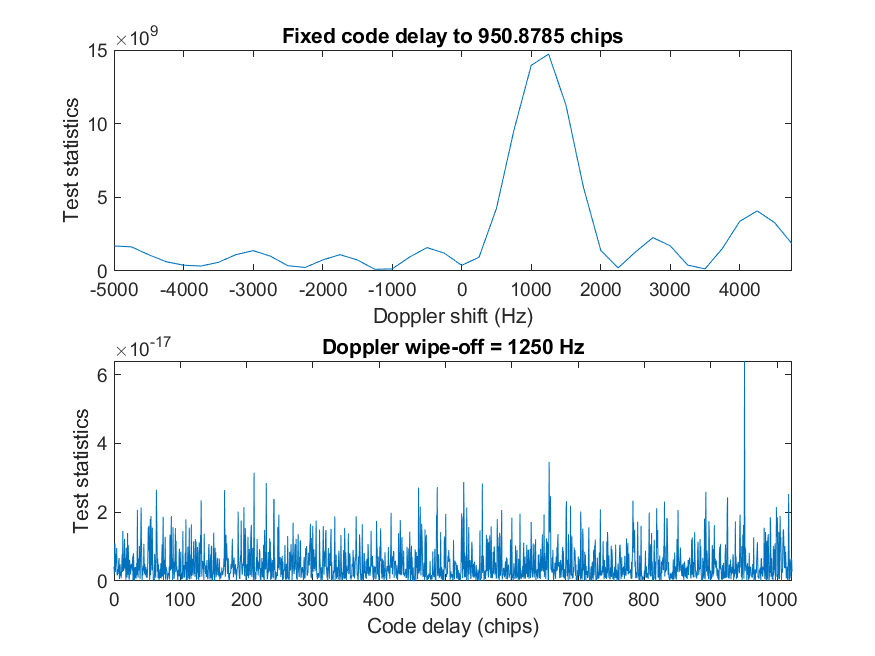 ×10^9
Fixed code delay to 950.8785 chips
15
10
5
0
Test statistics
-5000 -4000 -3000 -2000 -1000 0 1000 2000 3000 4000
Doppler shift (Hz)
×10^-17
Doppler wipe-off = 1250 Hz
6
4
2
0
Test statistics
0 100 200 300 400 500 600 700 800 900 1000
Code delay (chips)